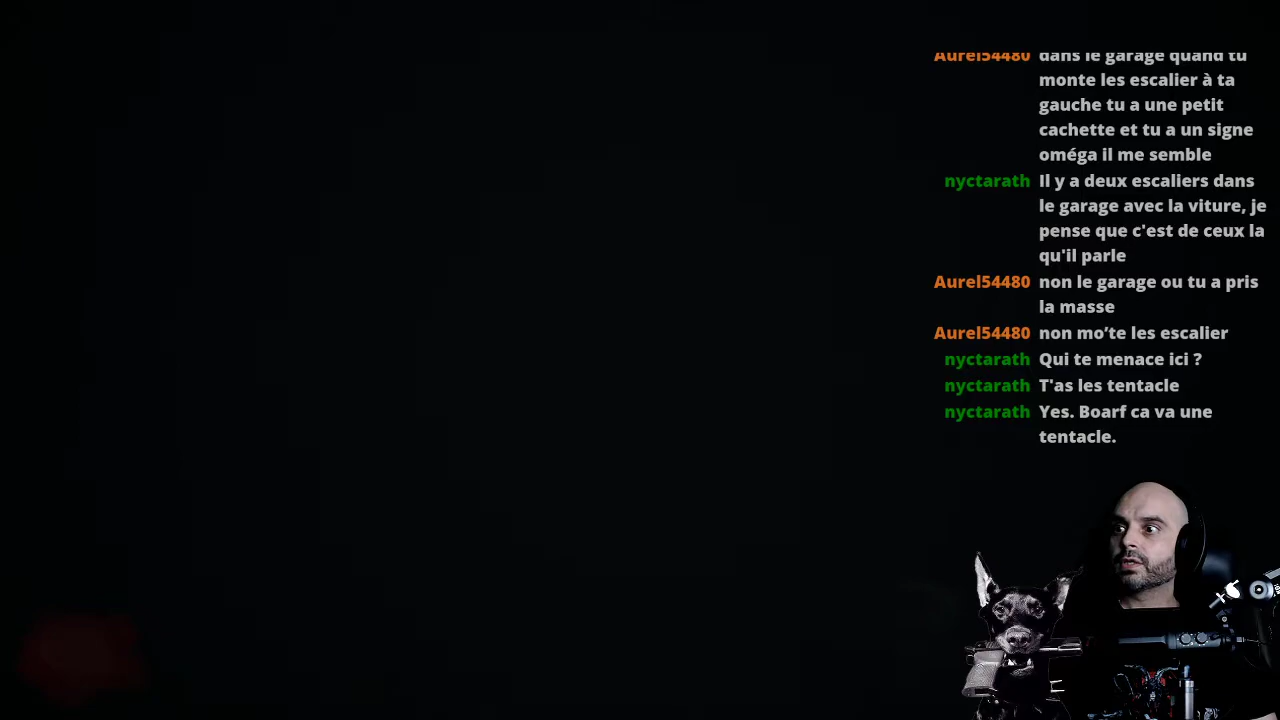 Aurel54480 dans le garage quand tu
monte les escalier à ta
gauche tu a une petit
cachette et tu a un signe
oméga il me semble
nyctarath Il y a deux escaliers dans
le garage avec la viture, je
pense que c'est de ceux la
qu'il parle
Aurel54480 non le garage ou tu a pris
la masse
Aurel54480 non mo’te les escalier
nyctarath Qui te menace ici ?
nyctarath T'as les tentacle
nyctarath Yes. Boarf ca va une
tentacle.